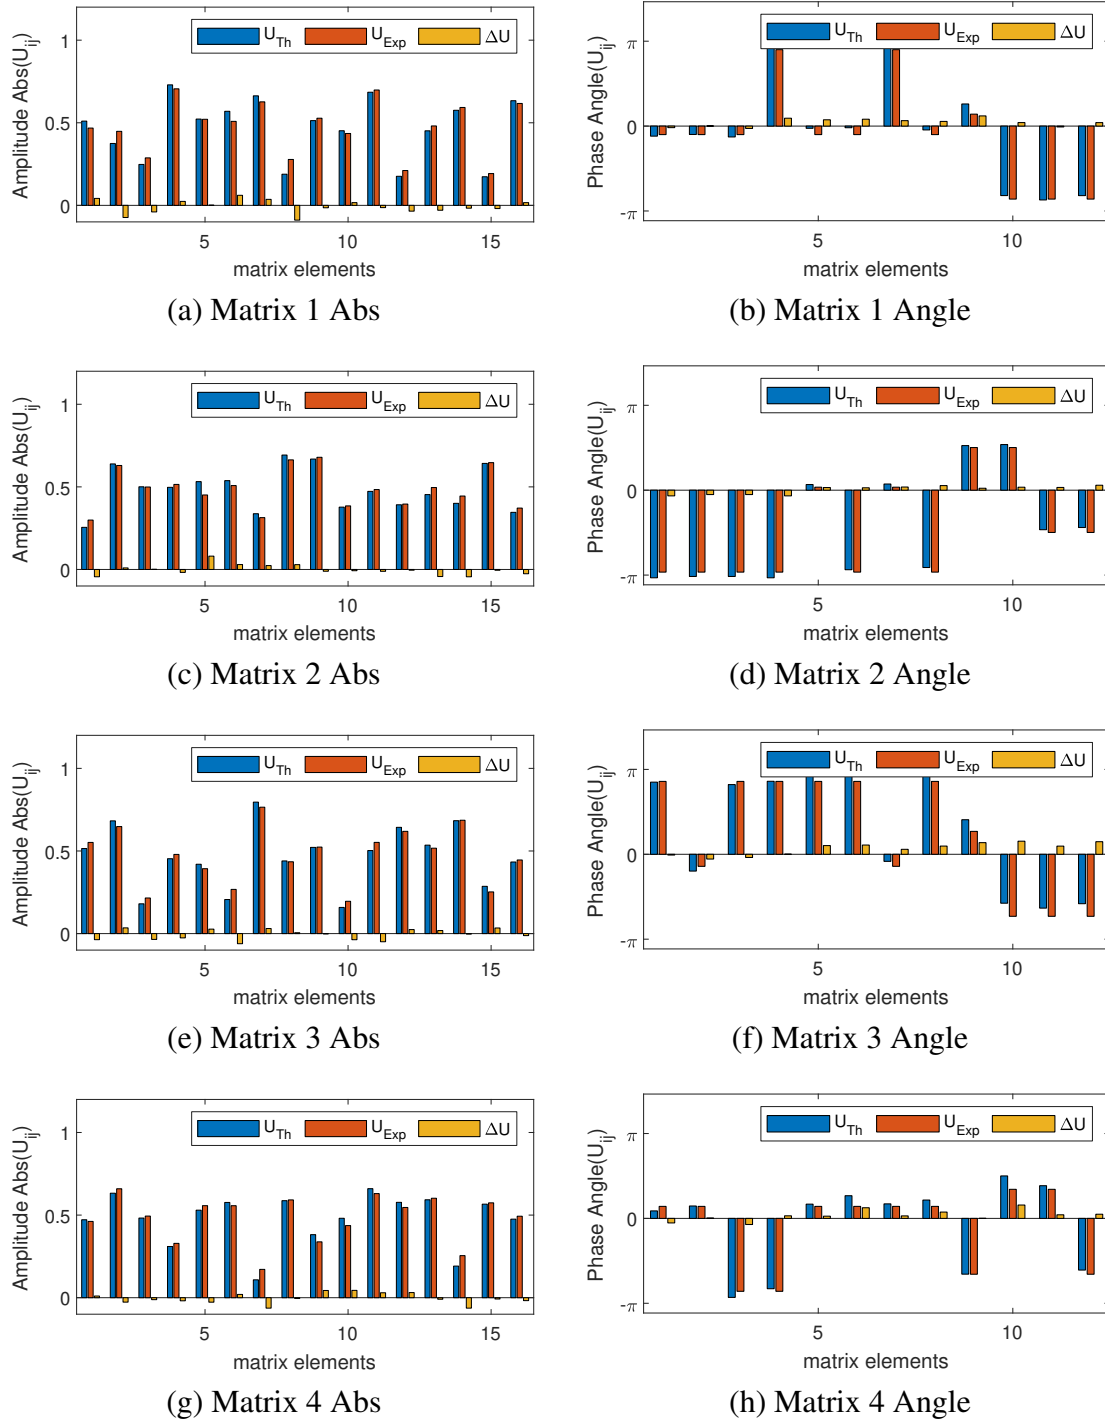 U_Th U_Exp ΔU
1
0.5
0
Amplitude Abs(U_ij)
5 10 15
matrix elements
(a) Matrix 1 Abs
U_Th U_Exp ΔU
π
0
-π
Phase Angle(U_ij)
5 10
matrix elements
(b) Matrix 1 Angle
U_Th U_Exp ΔU
1
0.5
0
Amplitude Abs(U_ij)
5 10 15
matrix elements
(c) Matrix 2 Abs
U_Th U_Exp ΔU
π
0
-π
Phase Angle(U_ij)
5 10
matrix elements
(d) Matrix 2 Angle
U_Th U_Exp ΔU
1
0.5
0
Amplitude Abs(U_ij)
5 10 15
matrix elements
(e) Matrix 3 Abs
U_Th U_Exp ΔU
π
0
-π
Phase Angle(U_ij)
5 10
matrix elements
(f) Matrix 3 Angle
U_Th U_Exp ΔU
1
0.5
0
Amplitude Abs(U_ij)
5 10 15
matrix elements
(g) Matrix 4 Abs
U_Th U_Exp ΔU
π
0
-π
Phase Angle(U_ij)
5 10
matrix elements
(h) Matrix 4 Angle